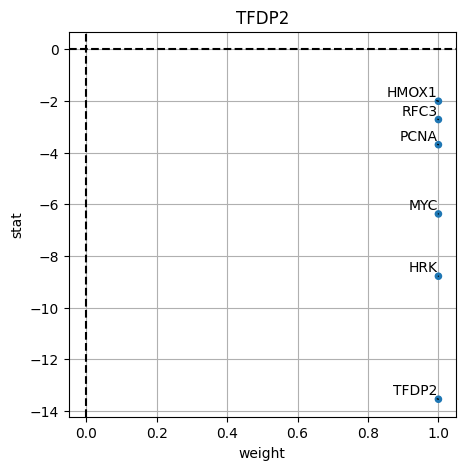 TFDP2
0
−2
−4
−6
−8
−10
−12
−14
stat
HMOX1
RFC3
PCNA
MYC
HRK
TFDP2
0.0 0.2 0.4 0.6 0.8 1.0
weight